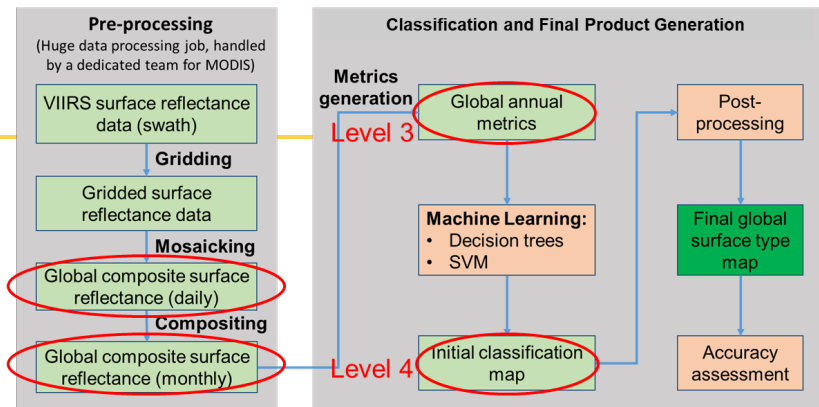 Pre-processing
(Huge data processing job, handled
by a dedicated team for MODIS)
VIIRS surface reflectance
data (swath)
Gridding
Gridded surface
reflectance data
Mosaicking
Global composite surface
reflectance (daily)
Compositing
Global composite surface
reflectance (monthly)
Classification and Final Product Generation
Metrics
generation
Level 3
Global annual
metrics
Machine Learning:
• Decision trees
• SVM
Level 4
Initial classification
map
Post-
processing
Final global
surface type
map
Accuracy
assessment